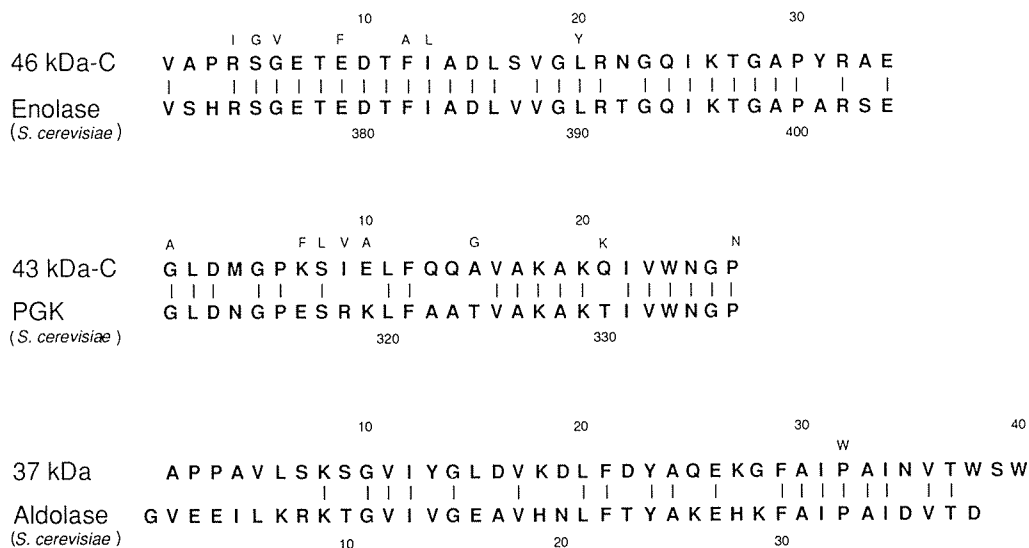 10 20 30
I G V F A L Y
46 kDa-C V A P R S G E T E D T F I A D L S V G L R N G Q I K T G A P Y R A E
Enolase V S H R S G E T E D T F I A D L V V G L R T G Q I K T G A P A R S E
(S. cerevisiae) 380 390 400
10 20
A F L V A G K N
43 kDa-C G L D M G P K S I E L F Q Q A V A K A K Q I V W N G P
PGK G L D N G P E S R K L F A A T V A K A K T I V W N G P
(S. cerevisiae) 320 330
10 20 30 40
W
37 kDa A P P A V L S K S G V I Y G L D V K D L F D Y A Q E K G F A I P A I N V T W S W
Aldolase G V E E I L K R K T G V I V G E A V H N L F T Y A K E H K F A I P A I D V T D
(S. cerevisiae) 10 20 30